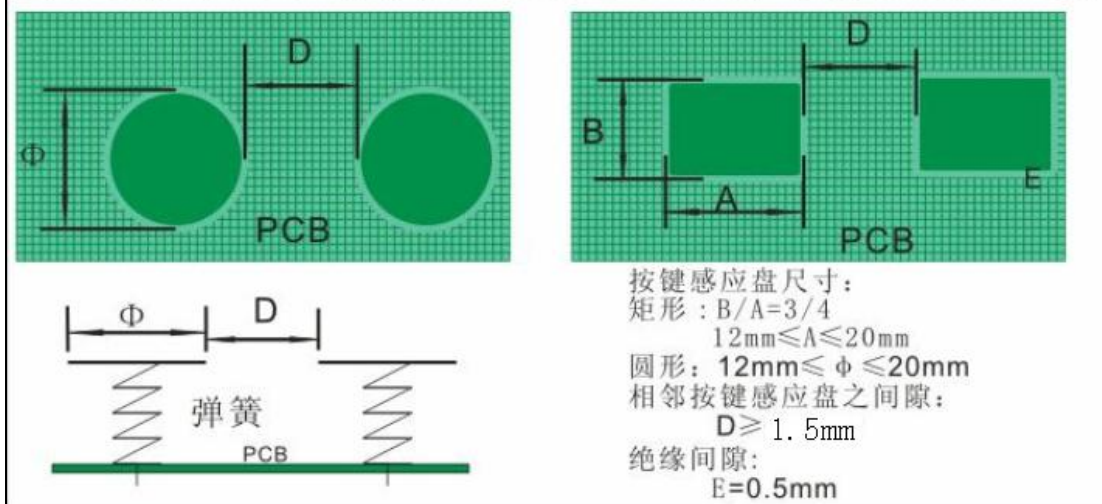 D
Φ
PCB
D
B
A
E
PCB
Φ
D
弹簧
PCB
按键感应盘尺寸：
矩形：B/A=3/4
12mm≤A≤20mm
圆形：12mm≤Φ≤20mm
相邻按键感应盘之间隙：
D≥1.5mm
绝缘间隙:
E=0.5mm